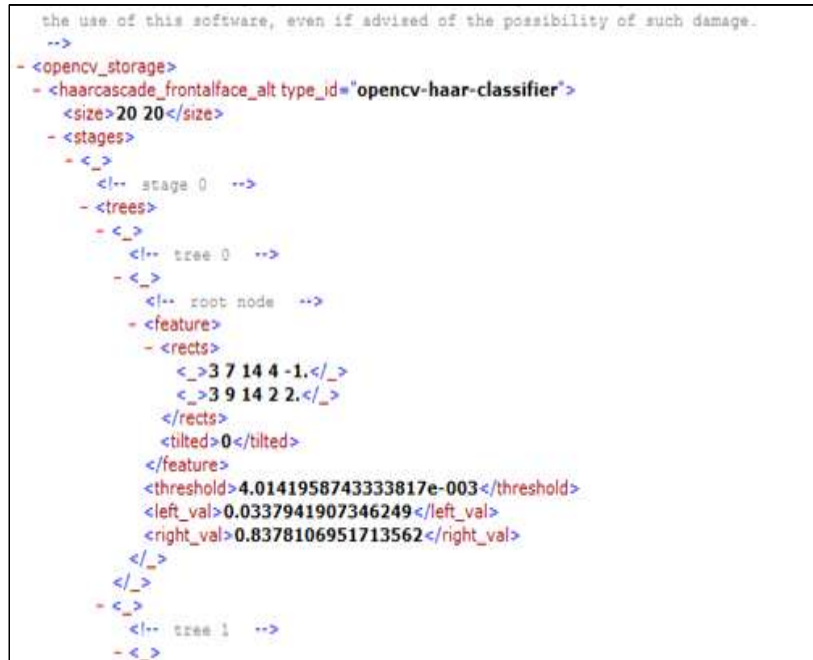 the use of this software, even if advised of the possibility of such damage.
-->
- <opencv_storage>
- <haarcascade_frontalface_alt type_id="opencv-haar-classifier">
<size>20 20</size>
- <stages>
- <_>
<!-- stage 0 -->
- <trees>
- <_>
<!-- tree 0 -->
- <_>
<!-- root node -->
- <feature>
- <rects>
<_>3 7 14 4 -1.</_>
<_>3 9 14 2 2.</_>
</rects>
<tilted>0</tilted>
</feature>
<threshold>4.0141958743333817e-003</threshold>
<left_val>0.0337941907346249</left_val>
<right_val>0.8378106951713562</right_val>
</_>
</_>
- <_>
<!-- tree 1 -->
- <_>